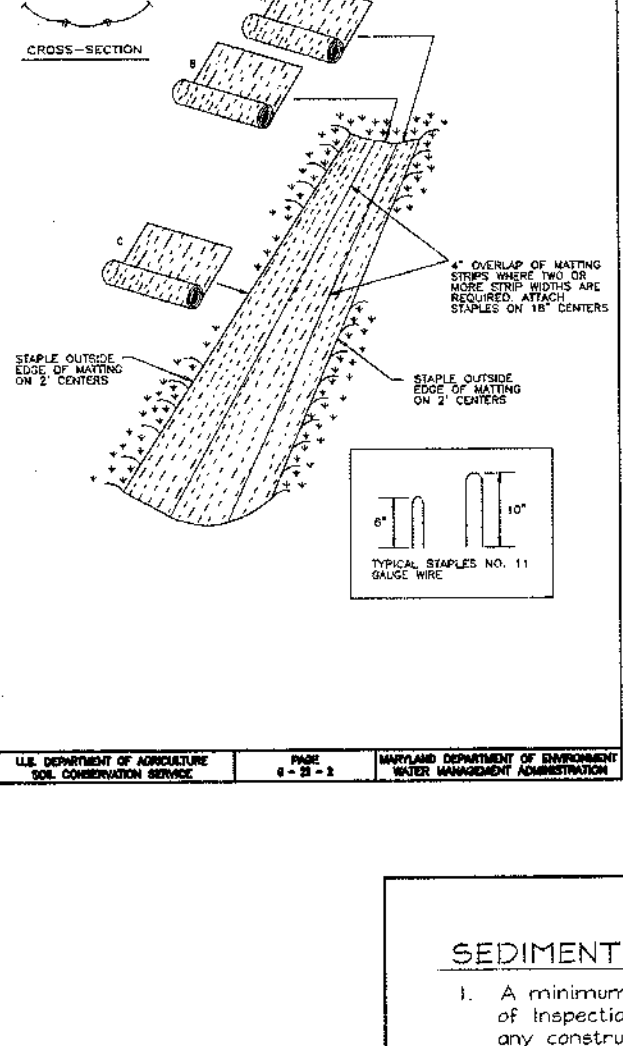 CROSS-SECTION
B
C
4" OVERLAP OF MATTING
STRIPS WHERE TWO OR
MORE STRIP WIDTHS ARE
REQUIRED. ATTACH
STAPLES ON 18" CENTERS
STAPLE OUTSIDE
EDGE OF MATTING
ON 2' CENTERS
STAPLE OUTSIDE
EDGE OF MATTING
ON 2' CENTERS
6"
10"
TYPICAL STAPLES NO. 11
GAUGE WIRE
U.S. DEPARTMENT OF AGRICULTURE
SOIL CONSERVATION SERVICE
PAGE
MARYLAND DEPARTMENT OF ENVIRONMENT
WATER MANAGEMENT ADMINISTRATION
SEDIMENT
1. A minimum
of Inspectio
any constru